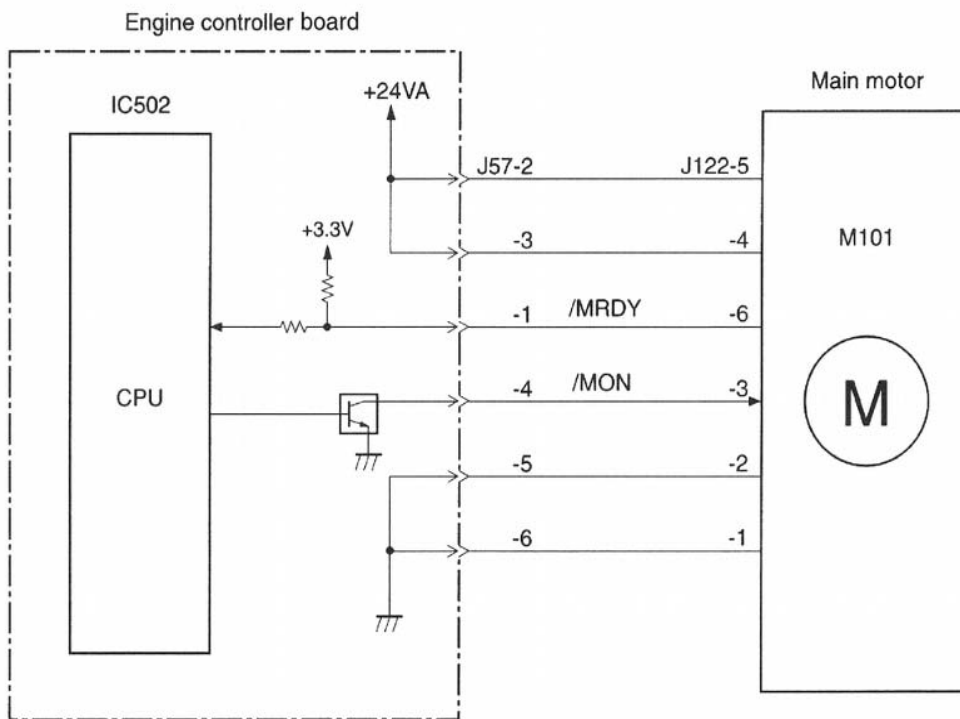 Engine controller board
Main motor
IC502
+24VA
J57-2 J122-5
+3.3V
M101
-3 -4
-1 /MRDY -6
CPU
-4 /MON -3
M
-5 -2
-6 -1